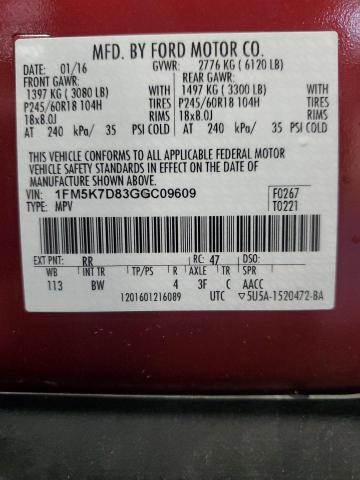 MFD. BY FORD MOTOR CO.
DATE: 01/16 GVWR: 2776 KG (6120 LB)
FRONT GAWR: REAR GAWR:
1397 KG (3080 LB) 1497 KG (3300 LB)
P245/60R18 104H TIRES P245/60R18 104H TIRES
18x8.0J RIMS 18x8.0J RIMS
AT 240 kPa/ 35 PSI COLD AT 240 kPa/ 35 PSI COLD
THIS VEHICLE CONFORMS TO ALL APPLICABLE FEDERAL MOTOR
VEHICLE SAFETY STANDARDS IN EFFECT ON THE DATE OF
MANUFACTURE SHOWN ABOVE.
VIN: 1FM5K7D83GGC09609 F0267
TYPE: MPV T0221
EXT PNT: RR RC: 47 DSO:
WB INT TR TP/PS R AXLE TR SPR
113 BW 4 3F C AACC
1201601216089 UTC ▽5U5A-1520472-BA